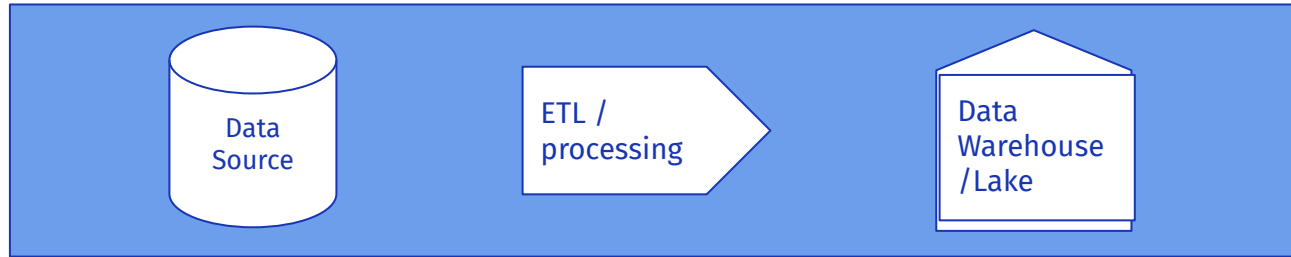 Data
Source
ETL /
processing
Data
Warehouse
/Lake